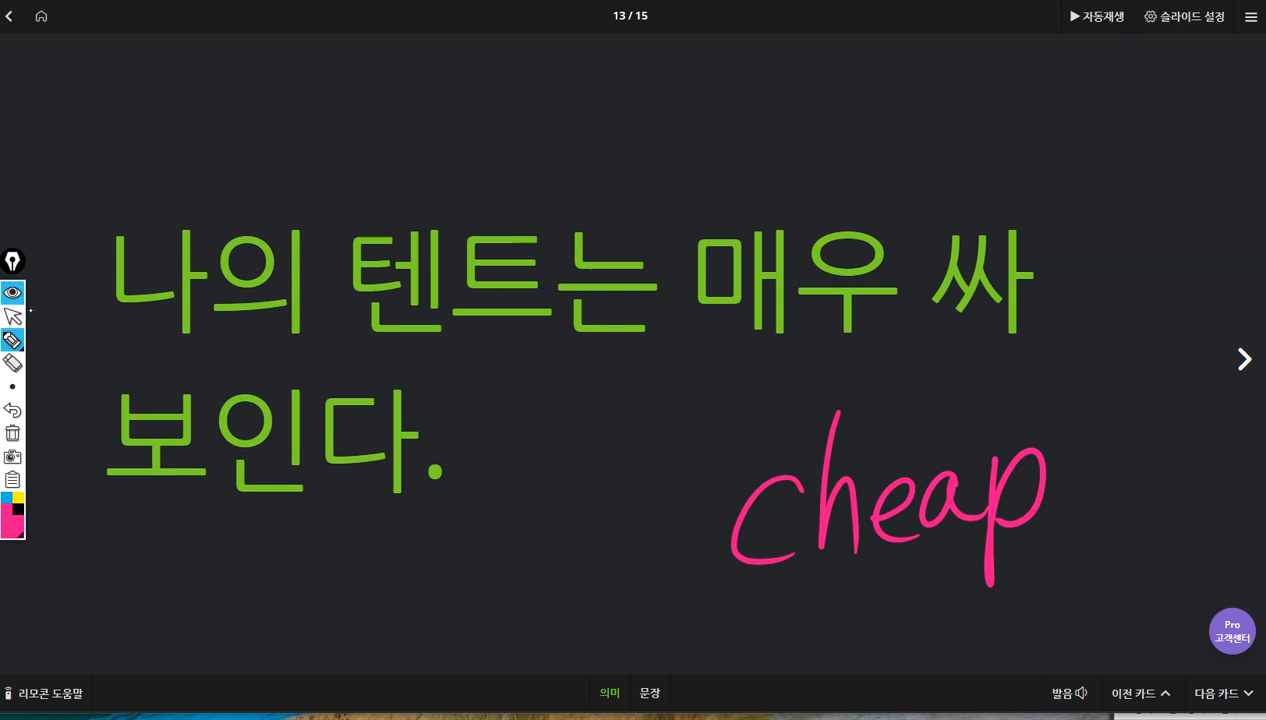 13 / 15
자동재생
슬라이드 설정
나의 텐트는 매우 싸
보인다.
cheap
Pro
고객센터
리모콘 도움말
의미
문장
발음
이전 카드
다음 카드